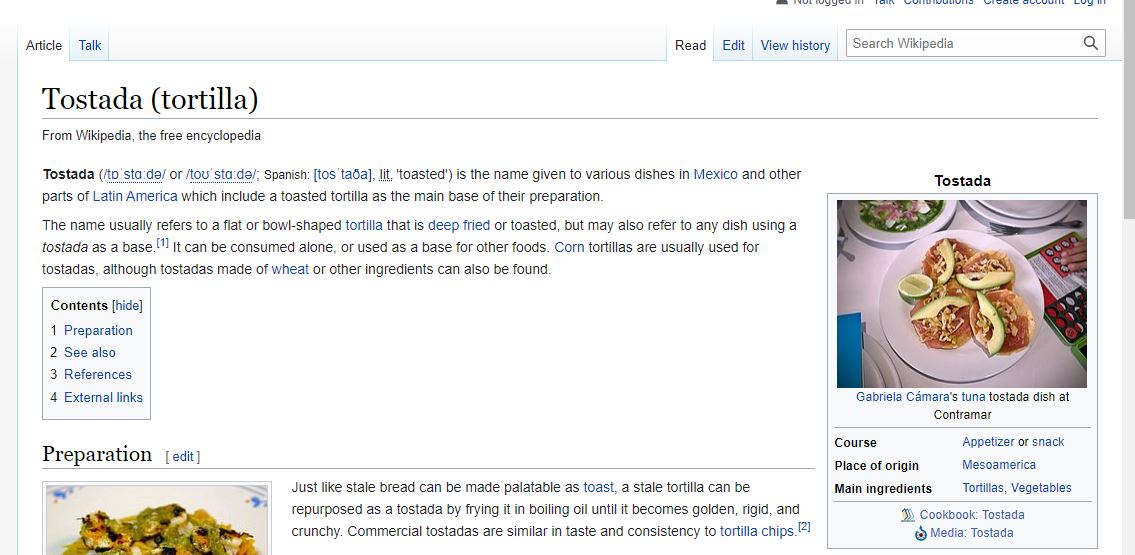 Not logged in Talk Contributions Create account Log in
Article Talk Read Edit View history Search Wikipedia
Tostada (tortilla)
From Wikipedia, the free encyclopedia
Tostada (/tɒˈstɑːdə/ or /toʊˈstɑːdə/; Spanish: [tosˈtaða], lit. 'toasted') is the name given to various dishes in Mexico and other
parts of Latin America which include a toasted tortilla as the main base of their preparation.
The name usually refers to a flat or bowl-shaped tortilla that is deep fried or toasted, but may also refer to any dish using a
tostada as a base.[1] It can be consumed alone, or used as a base for other foods. Corn tortillas are usually used for
tostadas, although tostadas made of wheat or other ingredients can also be found.
Contents [hide]
1 Preparation
2 See also
3 References
4 External links
Tostada
Gabriela Cámara's tuna tostada dish at
Contramar
Course Appetizer or snack
Place of origin Mesoamerica
Main ingredients Tortillas, Vegetables
Cookbook: Tostada
Media: Tostada
Preparation [ edit ]
Just like stale bread can be made palatable as toast, a stale tortilla can be
repurposed as a tostada by frying it in boiling oil until it becomes golden, rigid, and
crunchy. Commercial tostadas are similar in taste and consistency to tortilla chips.[2]